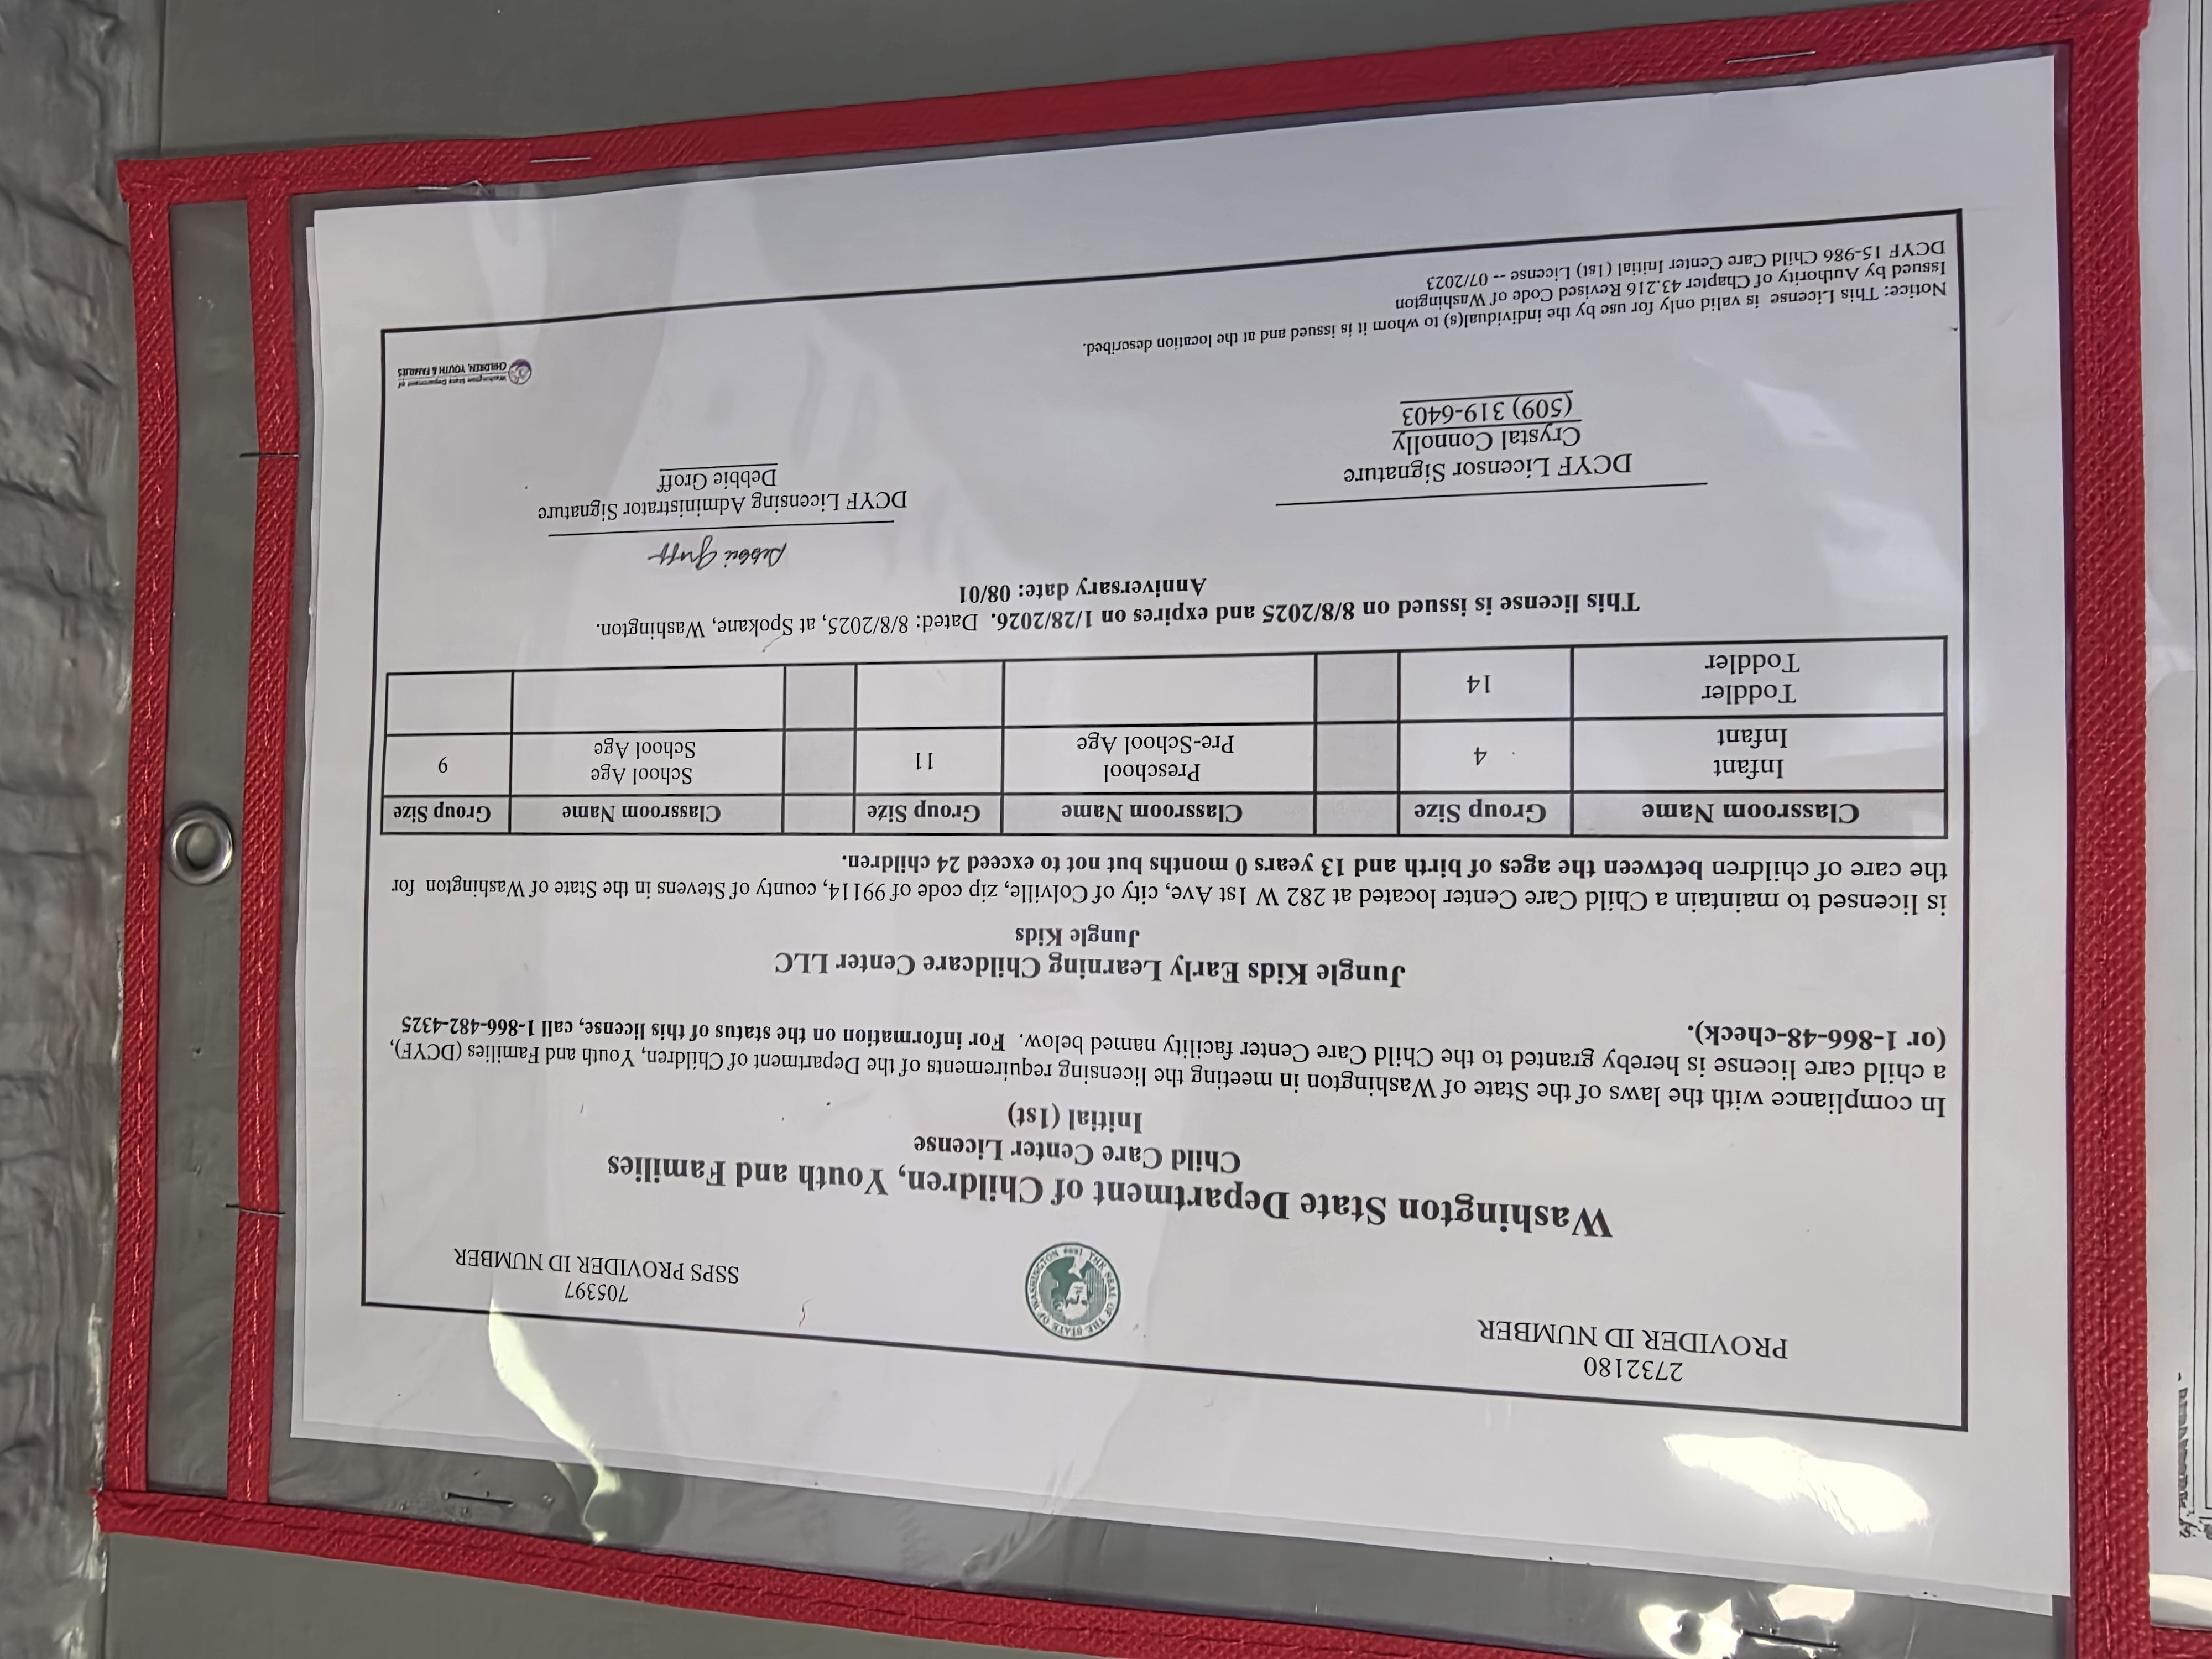 2732180
PROVIDER ID NUMBER
THE SEAL OF THE STATE OF WASHINGTON
1889
705397
SSPS PROVIDER ID NUMBER
Washington State Department of Children, Youth and Families
Child Care Center License
Initial (1st)
In compliance with the laws of the State of Washington in meeting the licensing requirements of the Department of Children, Youth and Families (DCYF),
a child care license is hereby granted to the Child Care Center facility named below. For information on the status of this license, call 1-866-482-4325
(or 1-866-48-check).
Jungle Kids Early Learning Childcare Center LLC
Jungle Kids
is licensed to maintain a Child Care Center located at 282 W 1st Ave, city of Colville, zip code of 99114, county of Stevens in the State of Washington for
the care of children between the ages of birth and 13 years 0 months but not to exceed 24 children.
Classroom Name Group Size Classroom Name Group Size Classroom Name Group Size
Infant
Infant
4
Preschool
Pre-School Age
11
School Age
School Age
9
Toddler
Toddler
14
This license is issued on 8/8/2025 and expires on 1/28/2026. Dated: 8/8/2025, at Spokane, Washington.
Anniversary date: 08/01
Debbie Groff
DCYF Licensor Signature
Crystal Connolly
(509) 319-6403
DCYF Licensing Administrator Signature
Debbie Groff
Washington State Department of
CHILDREN, YOUTH & FAMILIES
Notice: This License is valid only for use by the individual(s) to whom it is issued and at the location described.
Issued by Authority of Chapter 43.216 Revised Code of Washington
DCYF 15-986 Child Care Center Initial (1st) License -- 07/2023